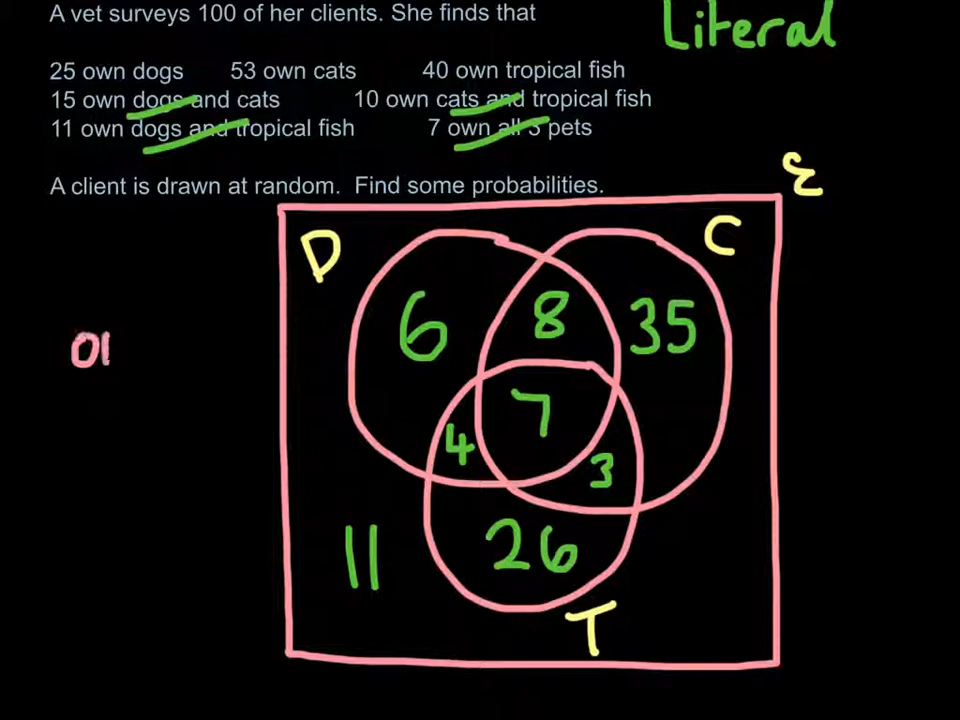 A vet surveys 100 of her clients. She finds that
Literal
25 own dogs 53 own cats 40 own tropical fish
15 own dogs and cats 10 own cats and tropical fish
11 own dogs and tropical fish 7 own all 3 pets
A client is drawn at random. Find some probabilities.
ε
D C
6 8 35
01
7
4 3
11 26
T